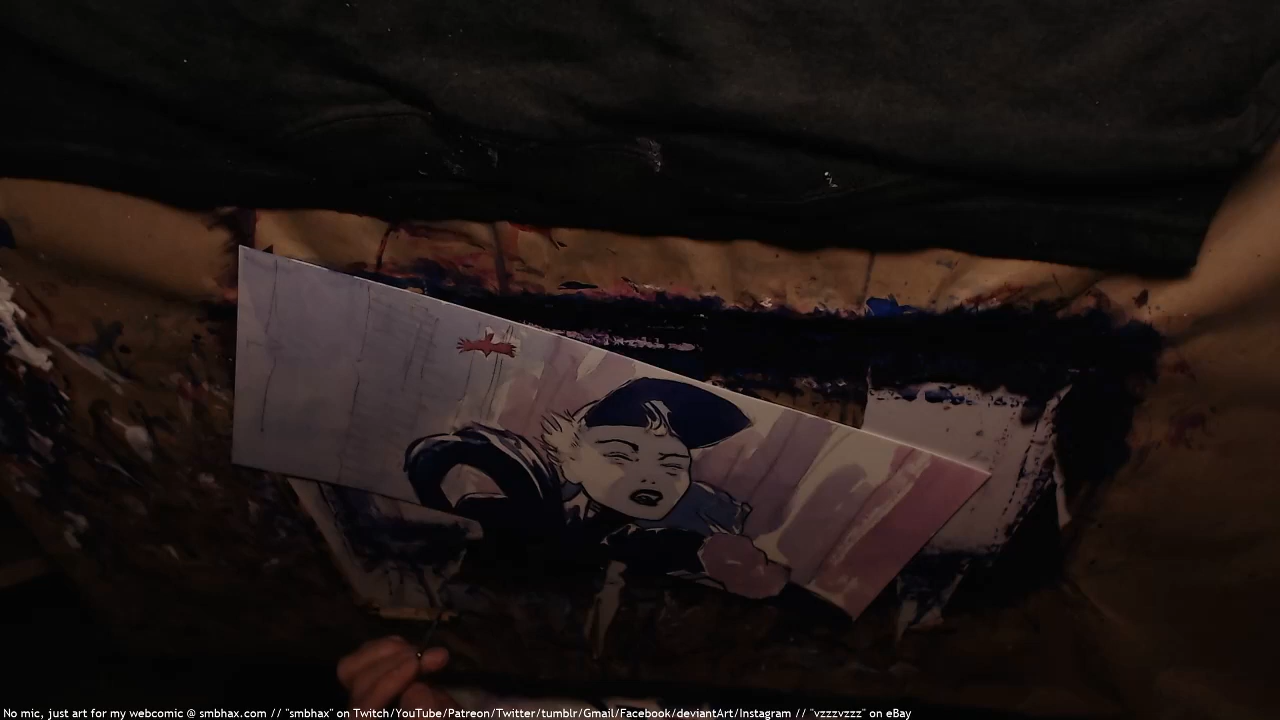 No mic, just art for my webcomic @ smbhax.com // "smbhax" on Twitch/YouTube/Patreon/Twitter/tumblr/Gmail/Facebook/deviantArt/Instagram // "vzzzvzzz" on eBay